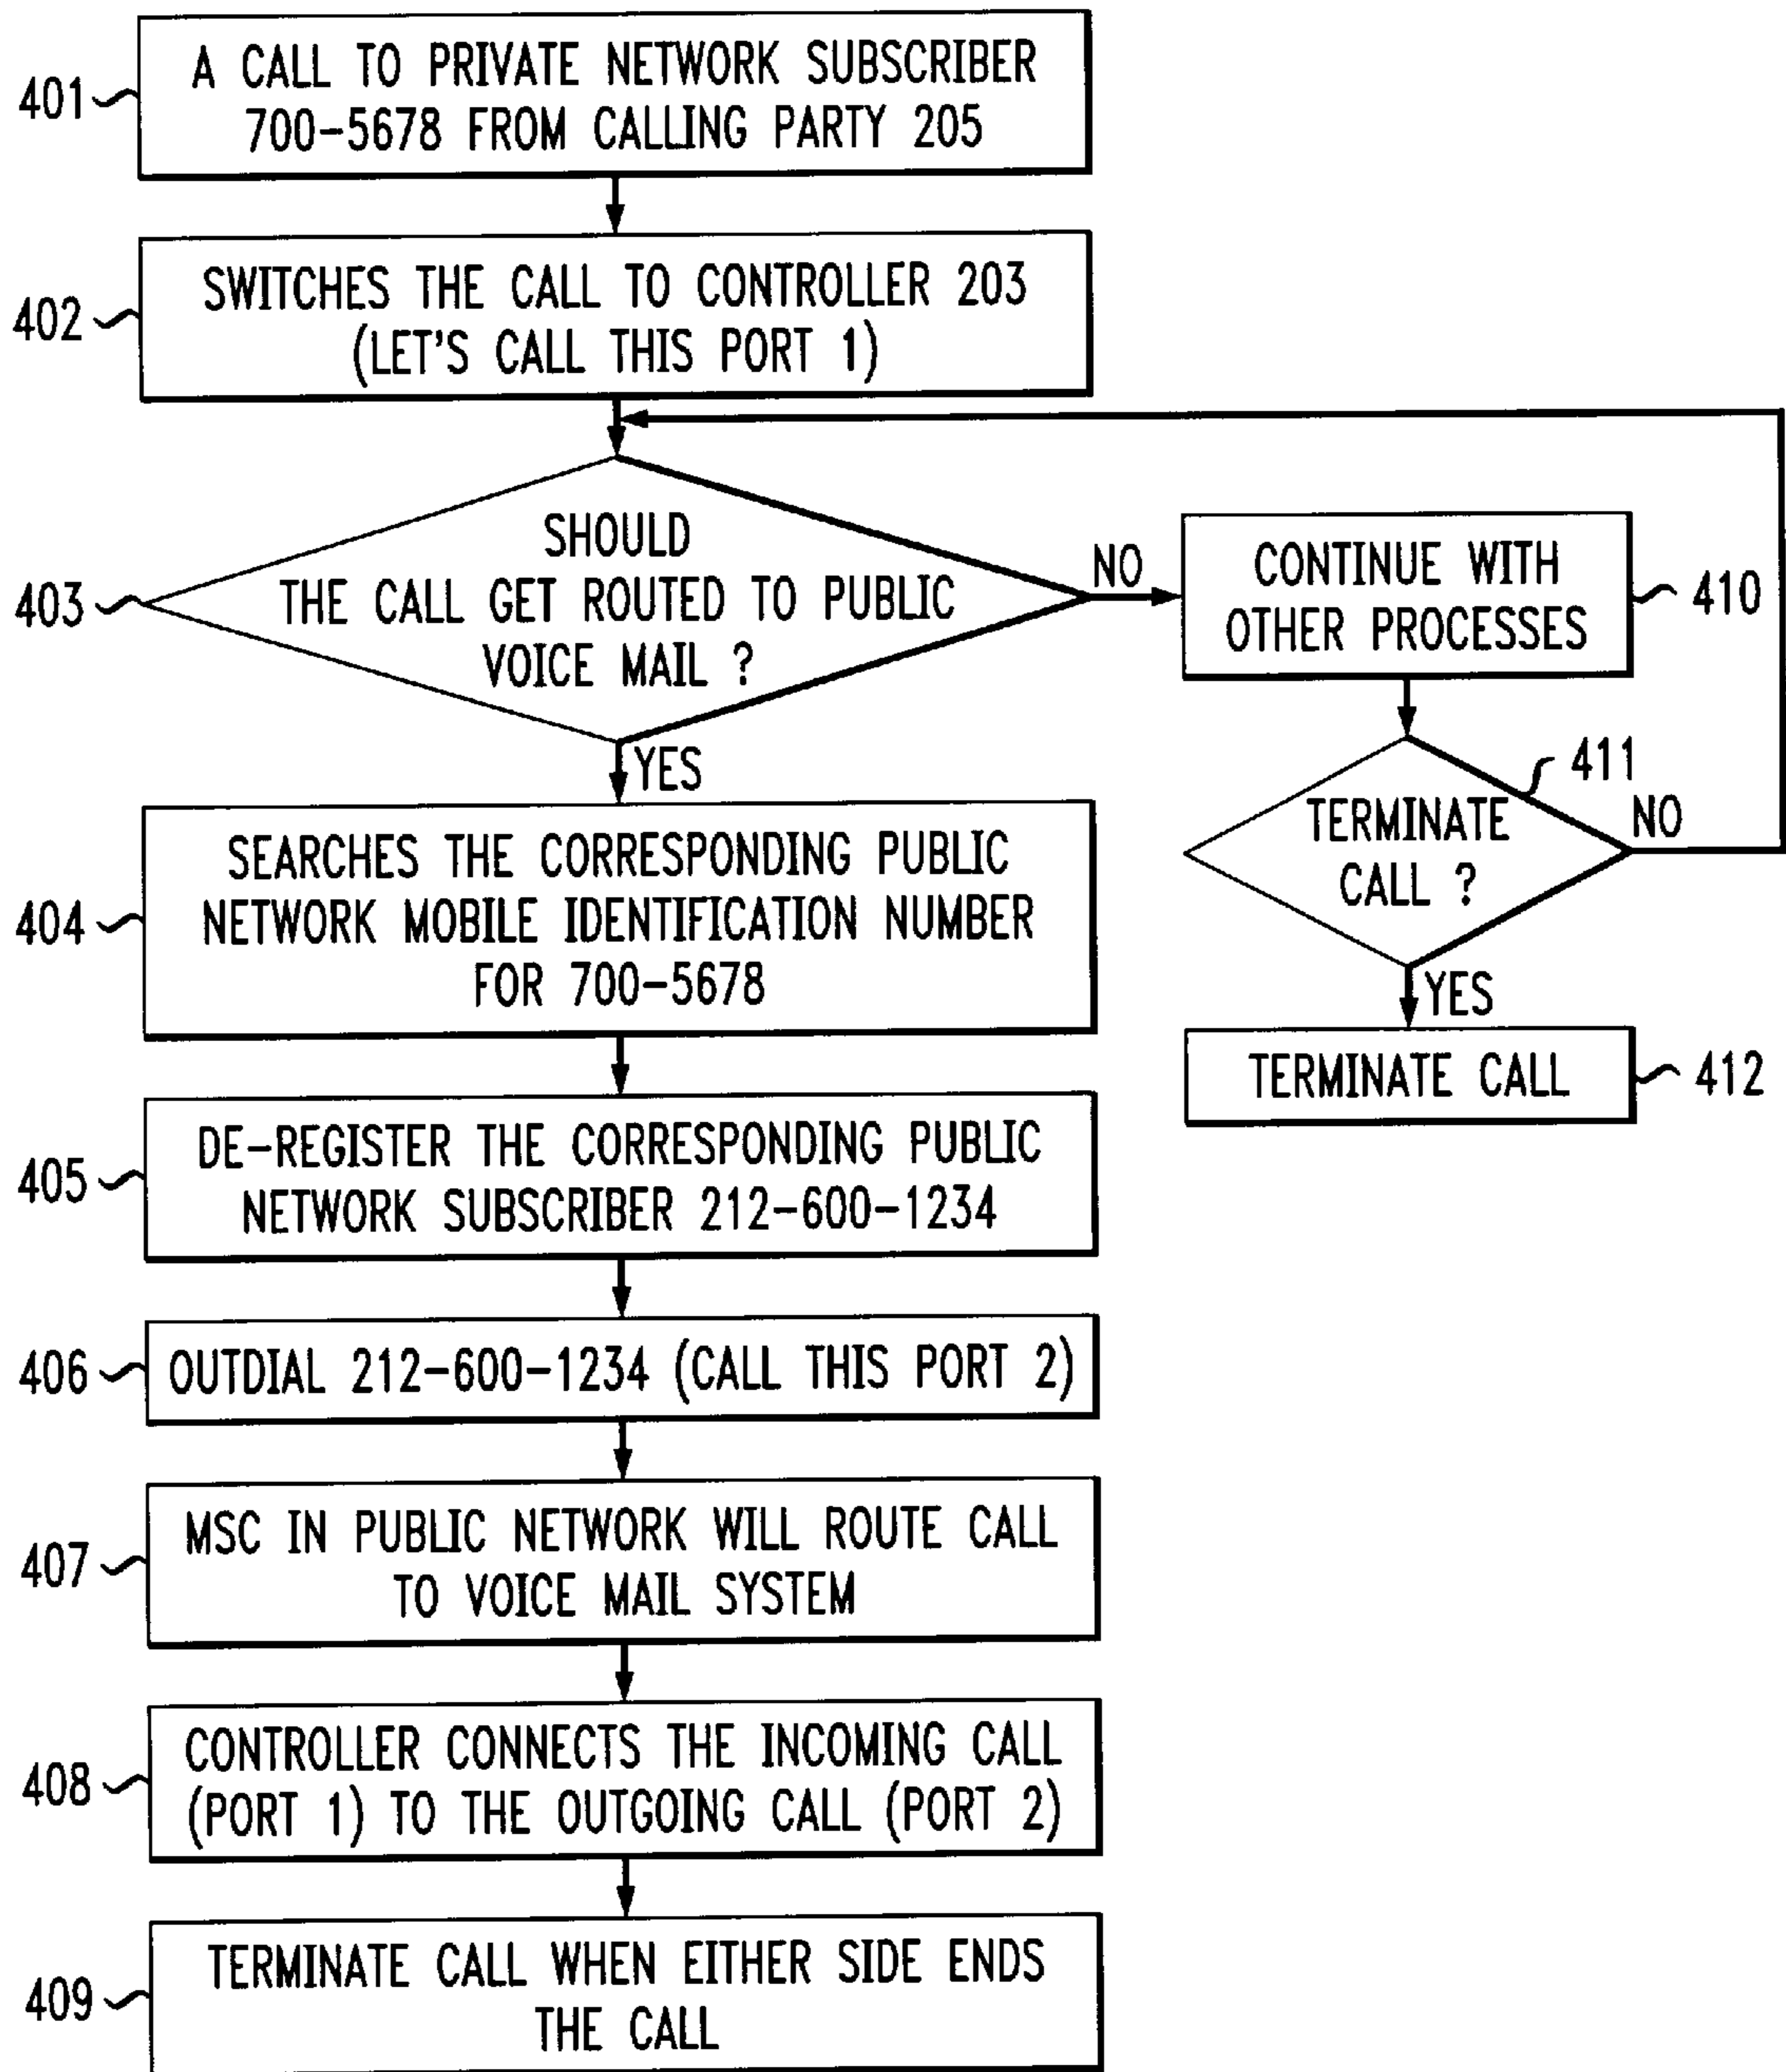 401
A CALL TO PRIVATE NETWORK SUBSCRIBER
700-5678 FROM CALLING PARTY 205
402
SWITCHES THE CALL TO CONTROLLER 203
(LET'S CALL THIS PORT 1)
403
SHOULD
THE CALL GET ROUTED TO PUBLIC
VOICE MAIL ?
NO
CONTINUE WITH
OTHER PROCESSES
410
YES
411
TERMINATE
CALL ?
NO
YES
TERMINATE CALL
412
404
SEARCHES THE CORRESPONDING PUBLIC
NETWORK MOBILE IDENTIFICATION NUMBER
FOR 700-5678
405
DE-REGISTER THE CORRESPONDING PUBLIC
NETWORK SUBSCRIBER 212-600-1234
406
OUTDIAL 212-600-1234 (CALL THIS PORT 2)
407
MSC IN PUBLIC NETWORK WILL ROUTE CALL
TO VOICE MAIL SYSTEM
408
CONTROLLER CONNECTS THE INCOMING CALL
(PORT 1) TO THE OUTGOING CALL (PORT 2)
409
TERMINATE CALL WHEN EITHER SIDE ENDS
THE CALL